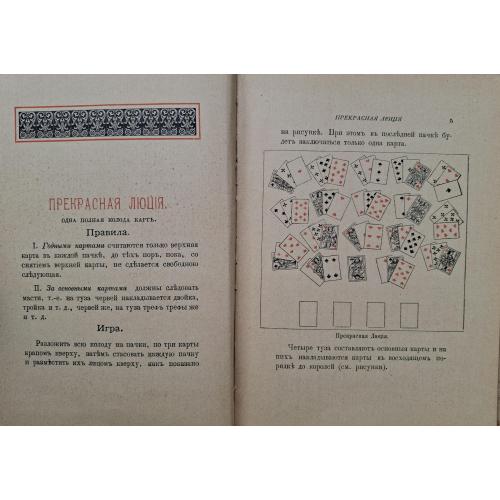 ПРЕКРАСНАЯ ЛЮЦІЯ.
ОДНА ПОЛНАЯ КОЛОДА КАРТЪ.
Правила.
I. Годными картами считаются только верхняя
карта въ каждой пачкѣ, до тѣхъ поръ, пока, со
снятіемъ верхней карты, не сдѣлается свободною
слѣдующая.
II. За основными картами должны слѣдовать
масти, т.-е. на туза червей накладывается двойка,
тройка и т. д., червей же, на туза трефъ трефы же
и т. д.
Игра.
Разложить всю колоду на пачки, по три карты
крапомъ кверху, затѣмъ стасовать каждую пачку
и размѣстить ихъ лицомъ кверху, какъ показано
ПРЕКРАСНАЯ ЛЮЦІЯ 5
на рисункѣ. При этомъ въ послѣдней пачкѣ бу-
детъ заключаться только одна карта.
Прекрасная Люція.
Четыре туза составляютъ основныя карты и на
нихъ накладываются карты въ восходящемъ по-
рядкѣ до королей (см. рисунки).